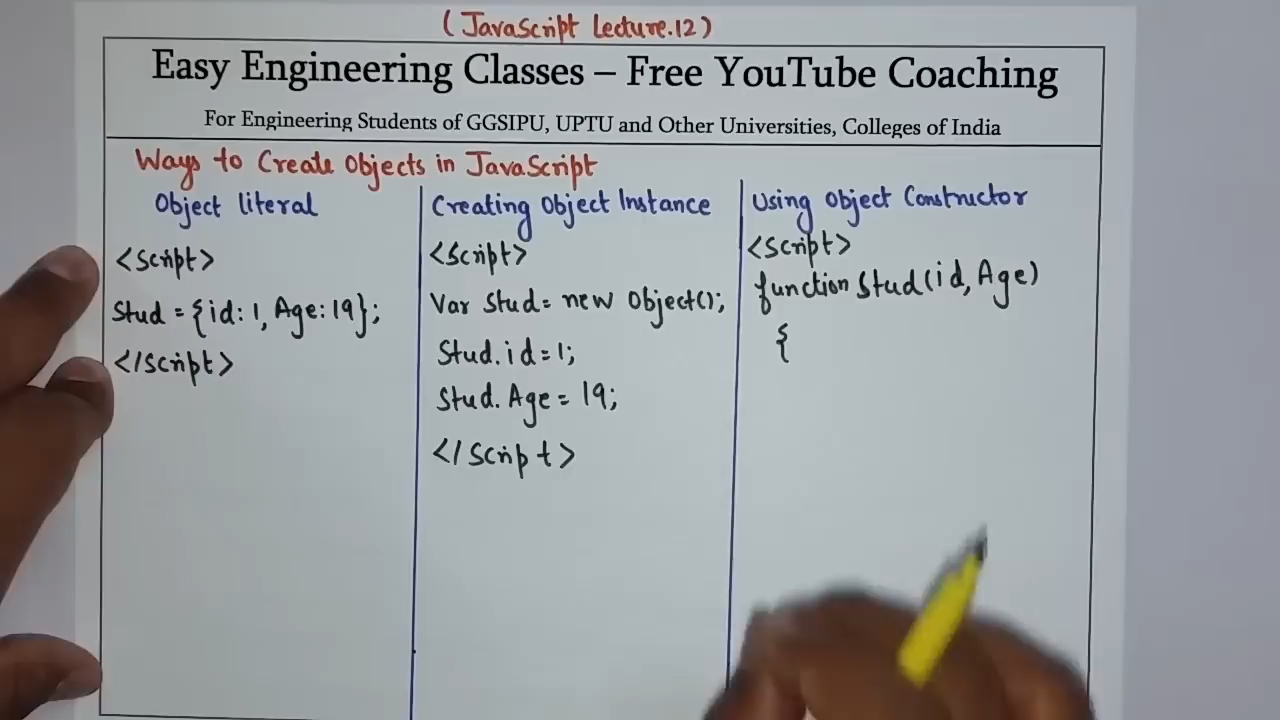 (JavaScript Lecture.12)
Easy Engineering Classes – Free YouTube Coaching
For Engineering Students of GGSIPU, UPTU and Other Universities, Colleges of India
Ways to Create Objects in JavaScript
Object literal
<Script>
Stud = {id: 1, Age: 19};
</Script>
Creating Object Instance
<Script>
Var Stud = new Object();
Stud.id = 1;
Stud.Age = 19;
</Script>
Using Object Constructor
<Script>
function Stud(id, Age)
{